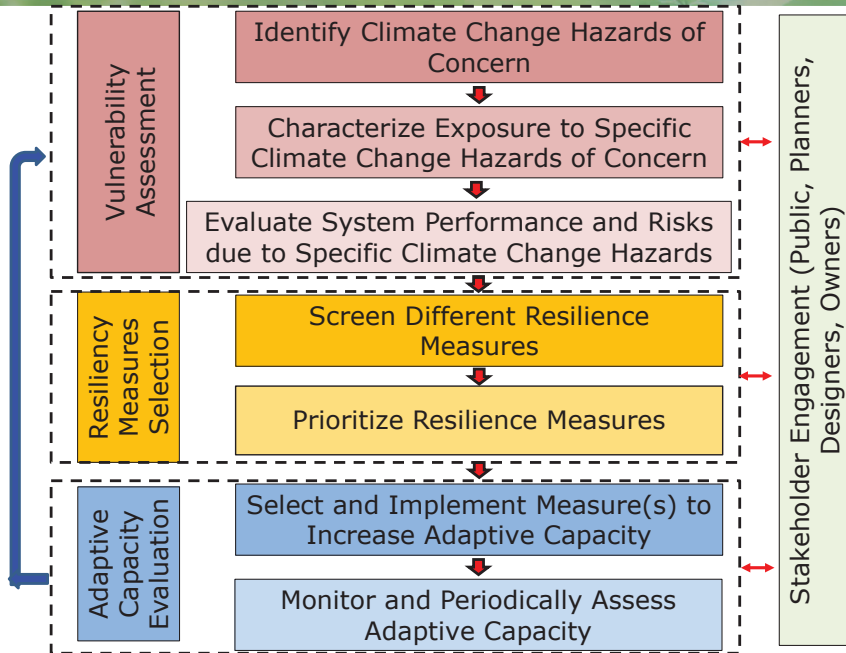 Identify Climate Change Hazards of
Concern
Vulnerability
Assessment
Characterize Exposure to Specific
Climate Change Hazards of Concern
Evaluate System Performance and Risks
due to Specific Climate Change Hazards
Resiliency
Measures
Selection
Screen Different Resilience
Measures
Prioritize Resilience Measures
Adaptive
Capacity
Evaluation
Select and Implement Measure(s) to
Increase Adaptive Capacity
Monitor and Periodically Assess
Adaptive Capacity
Stakeholder Engagement (Public, Planners,
Designers, Owners)